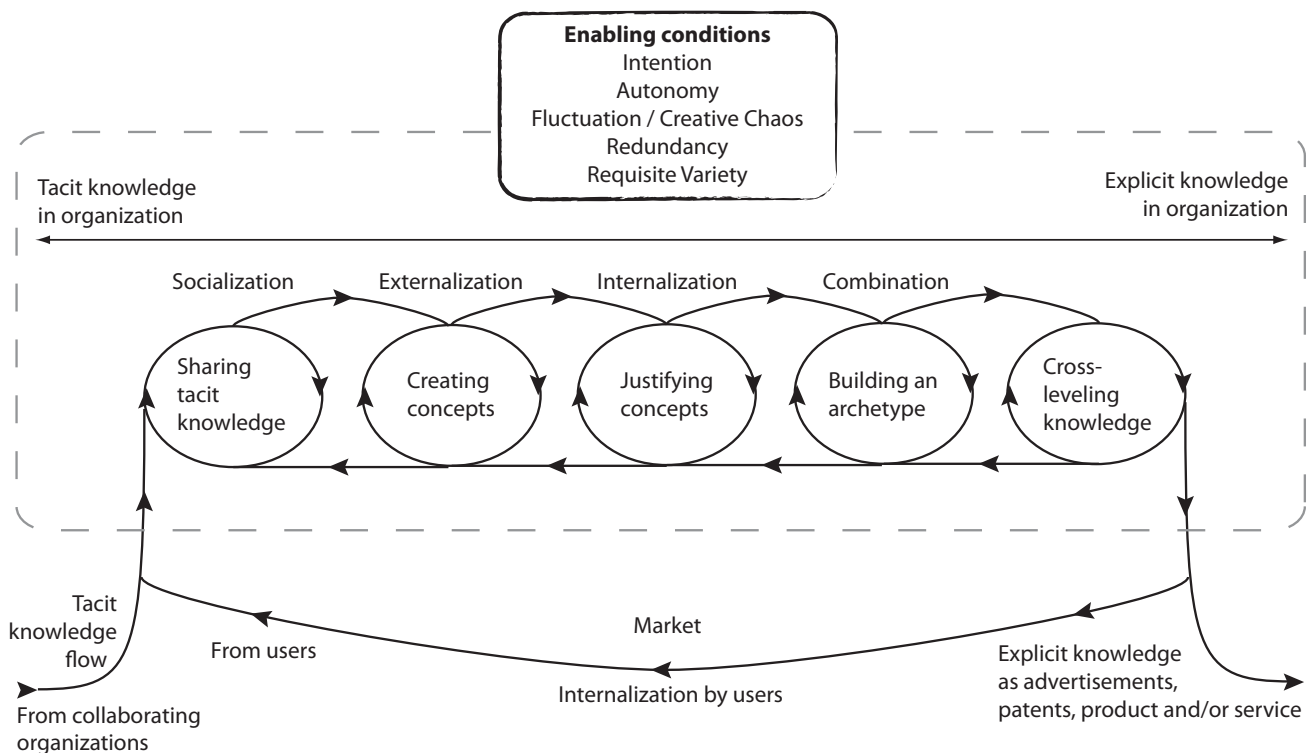 Enabling conditions
Intention
Autonomy
Fluctuation / Creative Chaos
Redundancy
Requisite Variety
Tacit knowledge
in organization
Explicit knowledge
in organization
Socialization
Externalization
Internalization
Combination
Sharing
tacit
knowledge
Creating
concepts
Justifying
concepts
Building an
archetype
Cross-
leveling
knowledge
Tacit
knowledge
flow
From users
Market
Internalization by users
Explicit knowledge
as advertisements,
patents, product and/or service
From collaborating
organizations